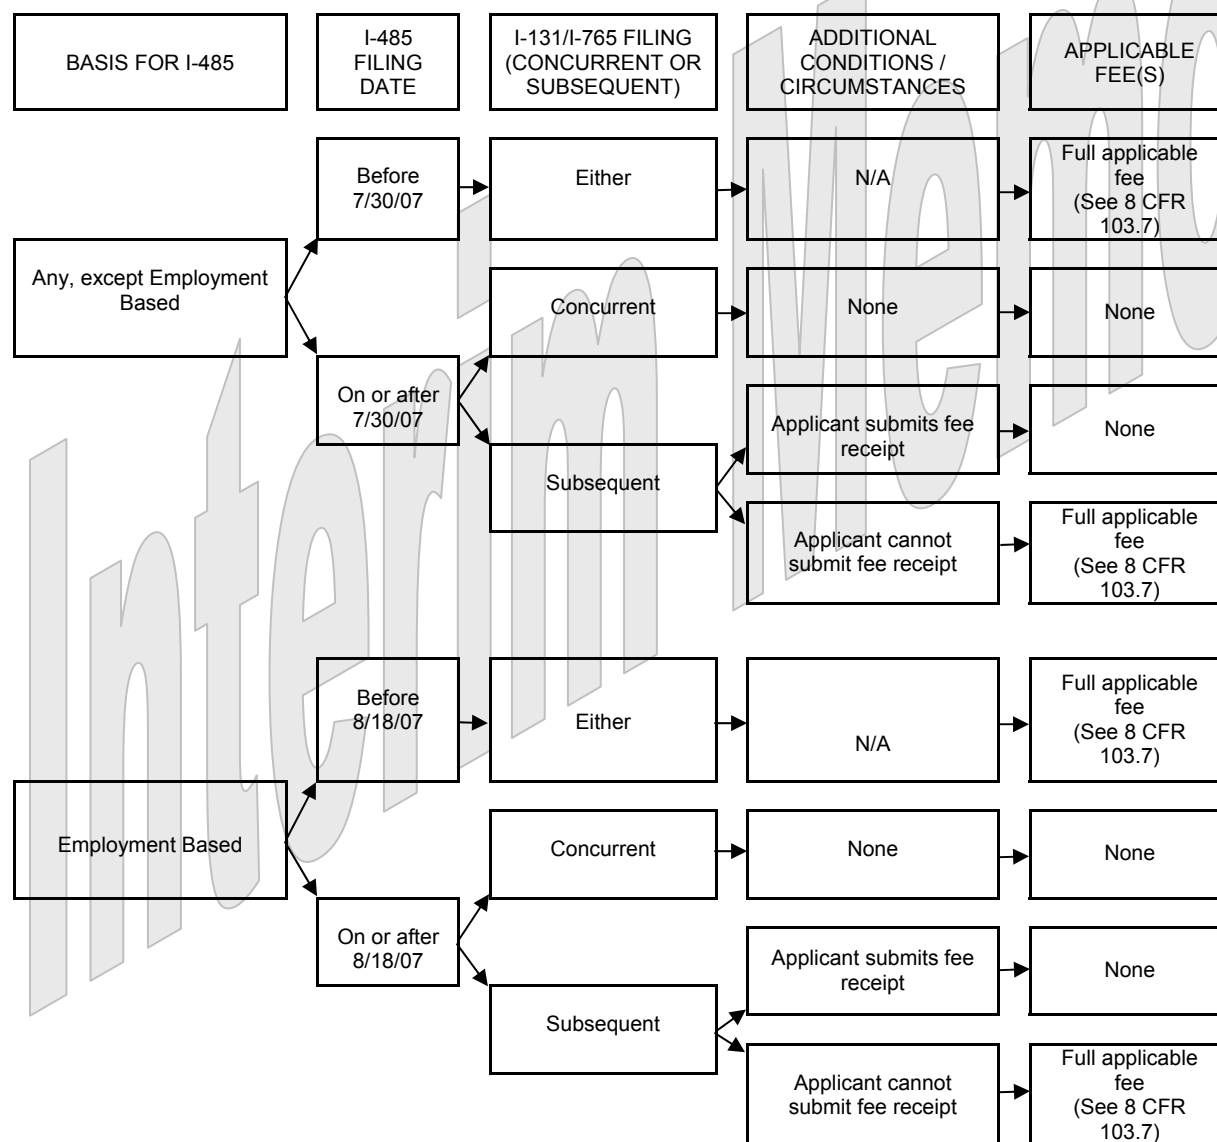 BASIS FOR I-485
I-485
FILING
DATE
I-131/I-765 FILING
(CONCURRENT OR
SUBSEQUENT)
ADDITIONAL
CONDITIONS /
CIRCUMSTANCES
APPLICABLE
FEE(S)
Any, except Employment
Based
Before
7/30/07
Either
N/A
Full applicable
fee
(See 8 CFR
103.7)
On or after
7/30/07
Concurrent
None
None
Subsequent
Applicant submits fee
receipt
None
Applicant cannot
submit fee receipt
Full applicable
fee
(See 8 CFR
103.7)
Employment Based
Before
8/18/07
Either
N/A
Full applicable
fee
(See 8 CFR
103.7)
On or after
8/18/07
Concurrent
None
None
Subsequent
Applicant submits fee
receipt
None
Applicant cannot
submit fee receipt
Full applicable
fee
(See 8 CFR
103.7)
Interim Memo